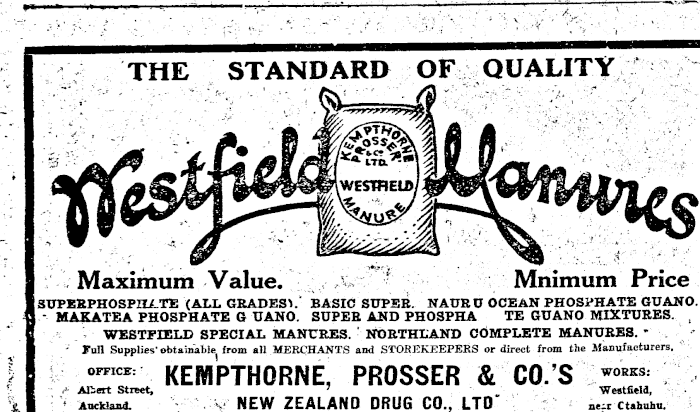 THE STANDARD OF QUALITY
KEMPTHORNE
PROSSER
& Co.
LTD.
WESTFIELD
MANURE
Westfield Manures
Maximum Value. Mnimum Price
SUPERPHOSPHATE (ALL GRADES). BASIC SUPER. NAURU OCEAN PHOSPHATE GUANO.
MAKATEA PHOSPHATE G UANO. SUPER AND PHOSPHA TE GUANO MIXTURES.
WESTFIELD SPECIAL MANURES. NORTHLAND COMPLETE MANURES.
Full Supplies obtainable from all MERCHANTS and STOREKEEPERS or direct from the Manufacturers.
OFFICE: KEMPTHORNE, PROSSER & CO.'S WORKS:
Albert Street, Westfield,
Auckland. NEW ZEALAND DRUG CO., LTD near Otahuhu.